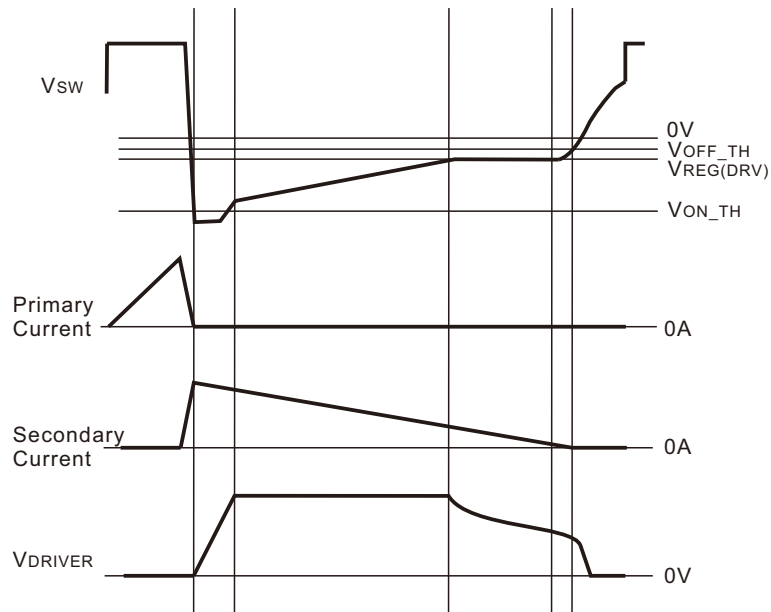 VSW
0V
VOFF_TH
VREG(DRV)
VON_TH
Primary
Current
0A
Secondary
Current
0A
VDRIVER
0V